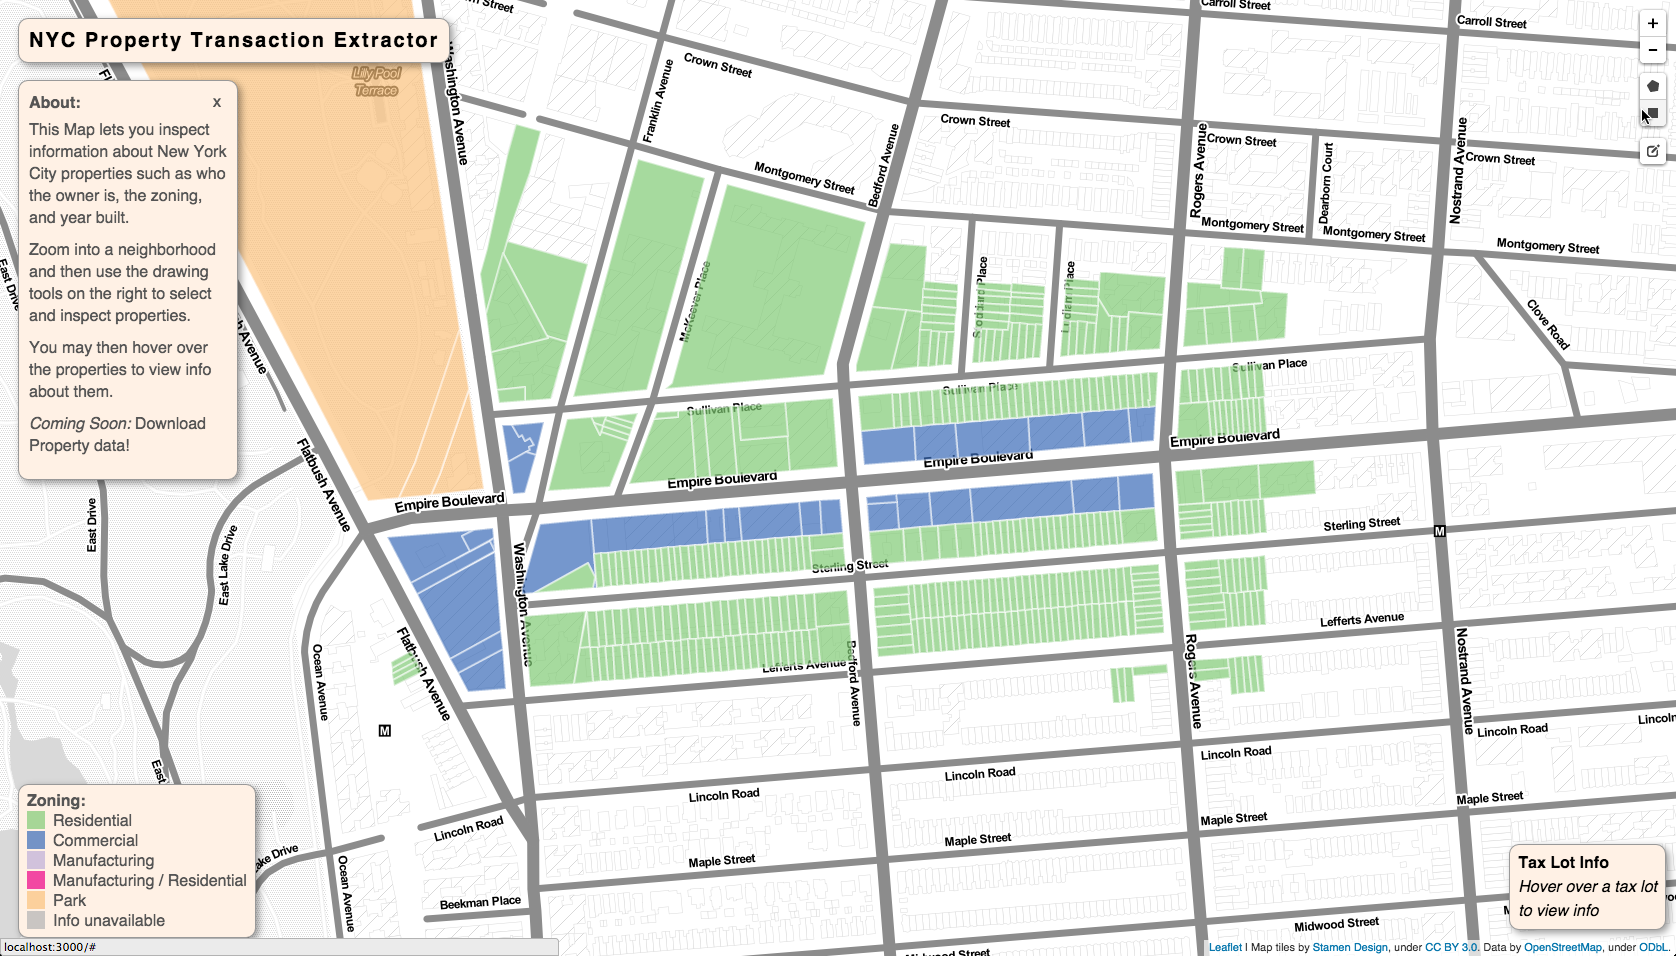 NYC Property Transaction Extractor
About:
x
This Map lets you inspect
information about New York
City properties such as who
the owner is, the zoning,
and year built.
Zoom into a neighborhood
and then use the drawing
tools on the right to select
and inspect properties.
You may then hover over
the properties to view info
about them.
Coming Soon: Download
Property data!
Lilly Pool
Terrace
Street
Carroll Street
Carroll Street
Washington Avenue
Crown Street
Franklin Avenue
Crown Street
Crown Street
Crown Street
Bedford Avenue
Rogers Avenue
Dearborn Court
Nostrand Avenue
Montgomery Street
Montgomery Street
Montgomery Street
Montgomery Street
Clove Road
McKeever Place
Stoddard Place
Ludlam Place
Sullivan Place
Sullivan Place
Sullivan Place
East Drive
Flatbush Avenue
Empire Boulevard
Empire Boulevard
Empire Boulevard
Empire Boulevard
East Drive
East Lake Drive
Washington Avenue
Sterling Street
Sterling Street
Ocean Avenue
Flatbush Avenue
Lefferts Avenue
Lefferts Avenue
Bedford Avenue
Rogers Avenue
Nostrand Avenue
M
M
Lincoln Road
Lincoln Road
Lincoln Road
Lincoln Road
Lincoln Road
Lincoln
Maple Street
Maple Street
Maple Street
Maple Street
Ocean Avenue
Beekman Place
Midwood Street
Midwood Street
East
Lake Drive
Zoning:
Residential
Commercial
Manufacturing
Manufacturing / Residential
Park
Info unavailable
+
−
Tax Lot Info
Hover over a tax lot
to view info
localhost:3000/#
Leaflet | Map tiles by Stamen Design, under CC BY 3.0. Data by OpenStreetMap, under ODbL.